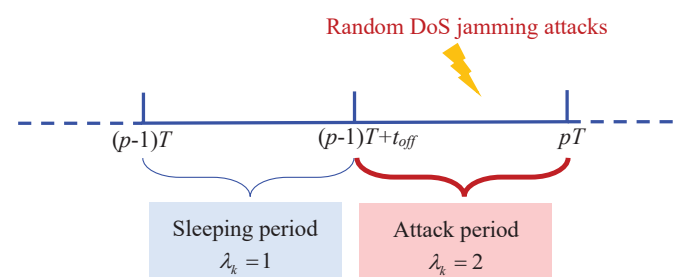 Random DoS jamming attacks
(p-1)T (p-1)T+t_off pT
Sleeping period Attack period
λ_k = 1 λ_k = 2